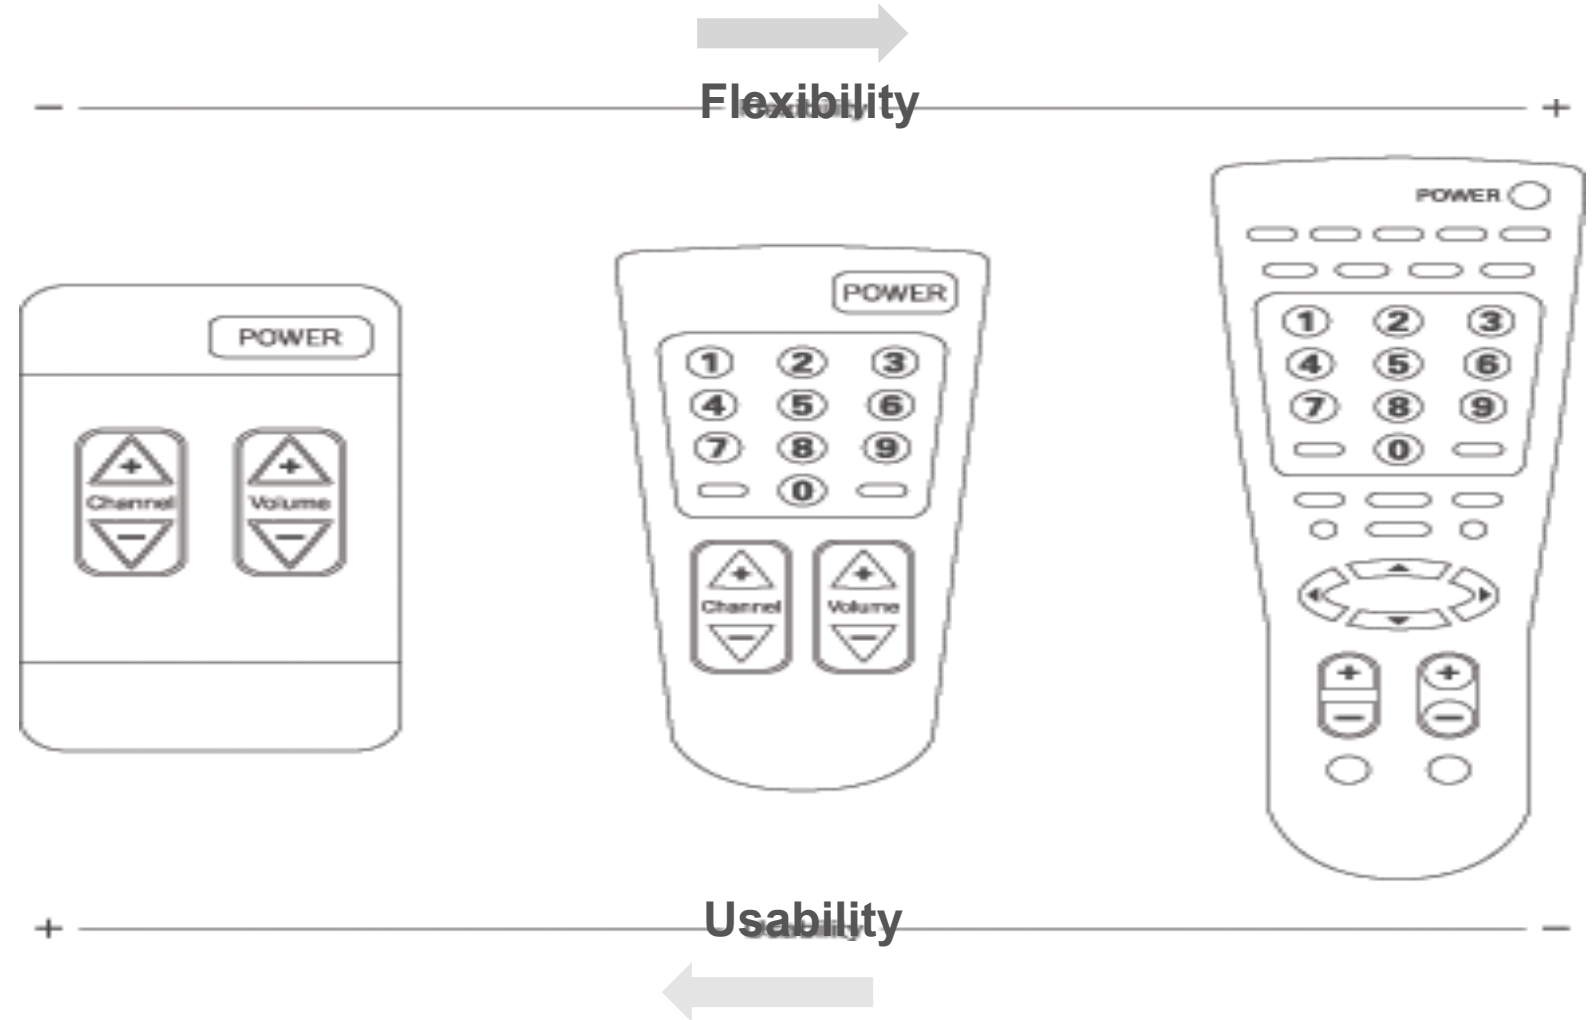 Flexibility
− +
POWER
+ +
Channel Volume
− −
POWER
1 2 3
4 5 6
7 8 9
0
+ +
Channel Volume
− −
POWER
1 2 3
4 5 6
7 8 9
0
+ +
− −
Usability
+ −